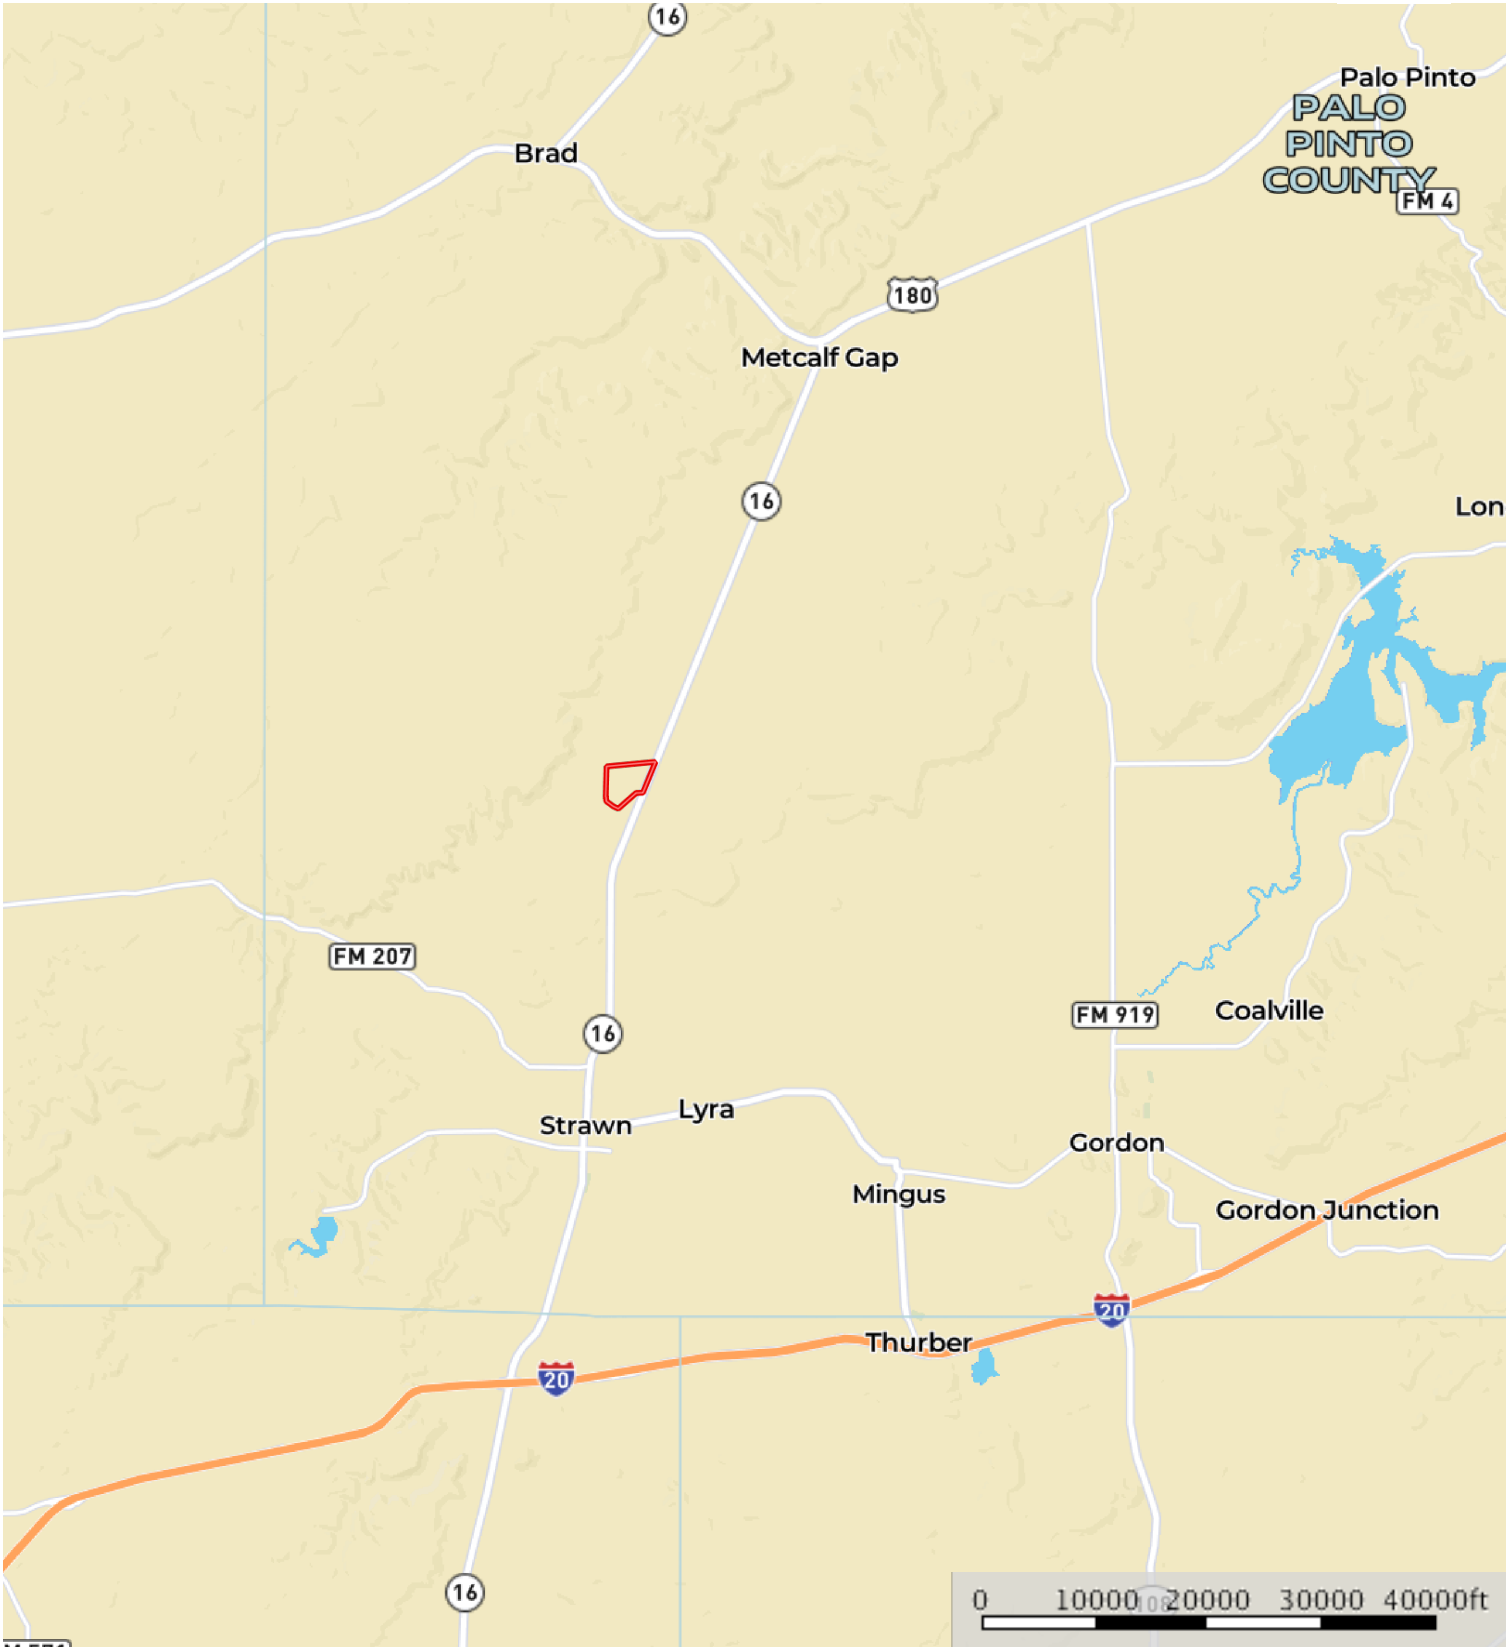 16
Palo Pinto
PALO
PINTO
COUNTY
Brad
FM 4
180
Metcalf Gap
16
Lon
FM 207
Coalville
FM 919
16
Lyra
Strawn
Gordon
Mingus
Gordon Junction
20
Thurber
20
16
108
0 10000 20000 30000 40000ft